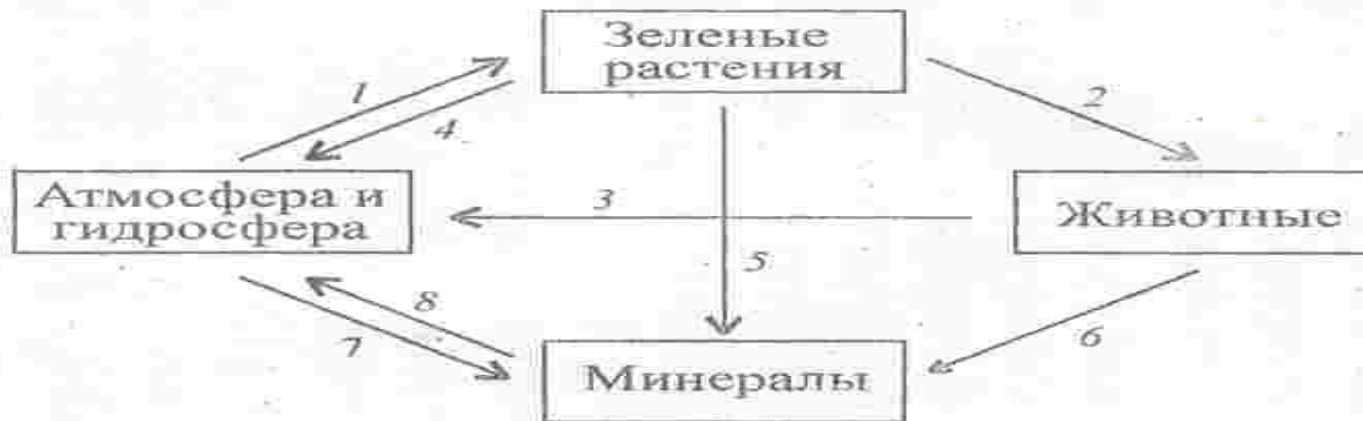 Зеленые
растения
1
2
4
Атмосфера и
гидросфера
3
Животные
5
8
7
6
Минералы